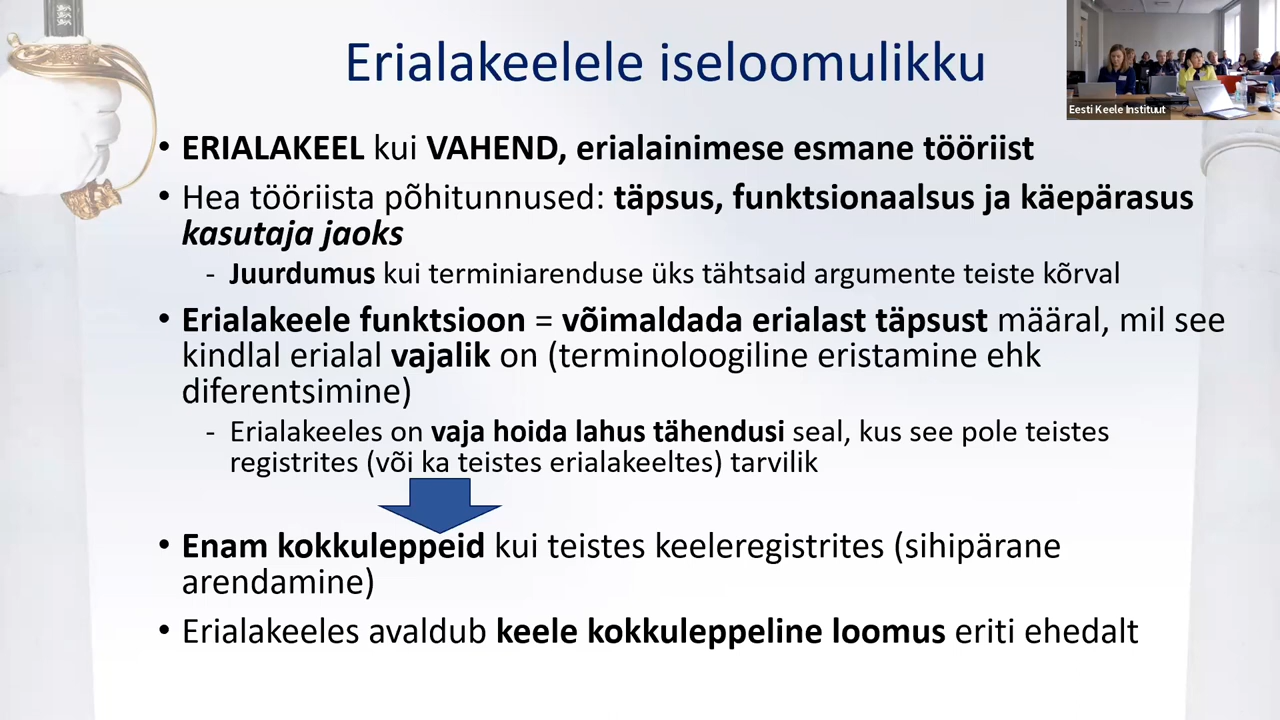 Erialakeelele iseloomulikku
Eesti Keele Instituut
• ERIALAKEEL kui VAHEND, erialainimese esmane tööriist
• Hea tööriista põhitunnused: täpsus, funktsionaalsus ja käepärasus
kasutaja jaoks
- Juurdumus kui terminiarenduse üks tähtsaid argumente teiste kõrval
• Erialakeele funktsioon = võimaldada erialast täpsust määral, mil see
kindlal erialal vajalik on (terminoloogiline eristamine ehk
diferentsimine)
- Erialakeeles on vaja hoida lahus tähendusi seal, kus see pole teistes
registrites (või ka teistes erialakeeltes) tarvilik
• Enam kokkuleppeid kui teistes keeleregistrites (sihipärane
arendamine)
• Erialakeeles avaldub keele kokkuleppeline loomus eriti ehedalt